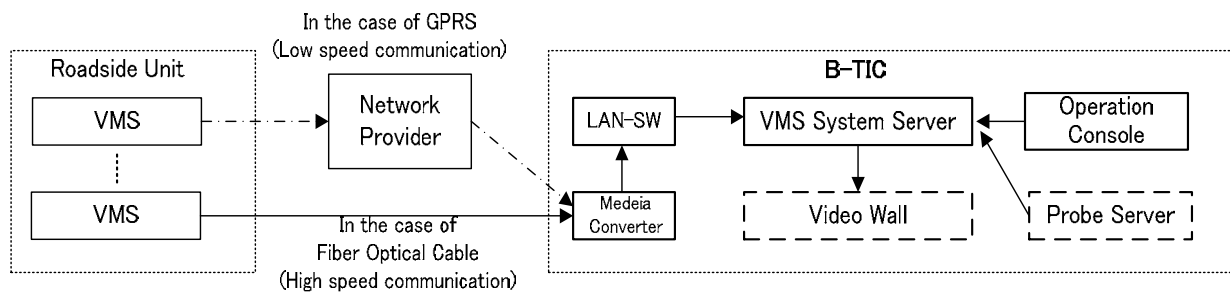 In the case of GPRS
(Low speed communication)
Roadside Unit
VMS
VMS
Network
Provider
In the case of
Fiber Optical Cable
(High speed communication)
B-TIC
LAN-SW
Medeia
Converter
VMS System Server
Video Wall
Operation
Console
Probe Server